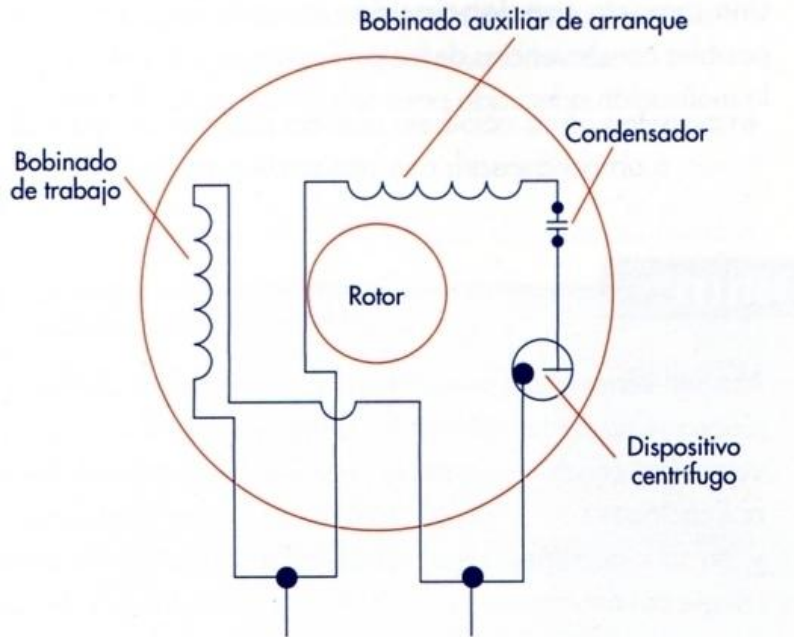 Bobinado auxiliar de arranque
Condensador
Bobinado
de trabajo
Rotor
Dispositivo
centrífugo